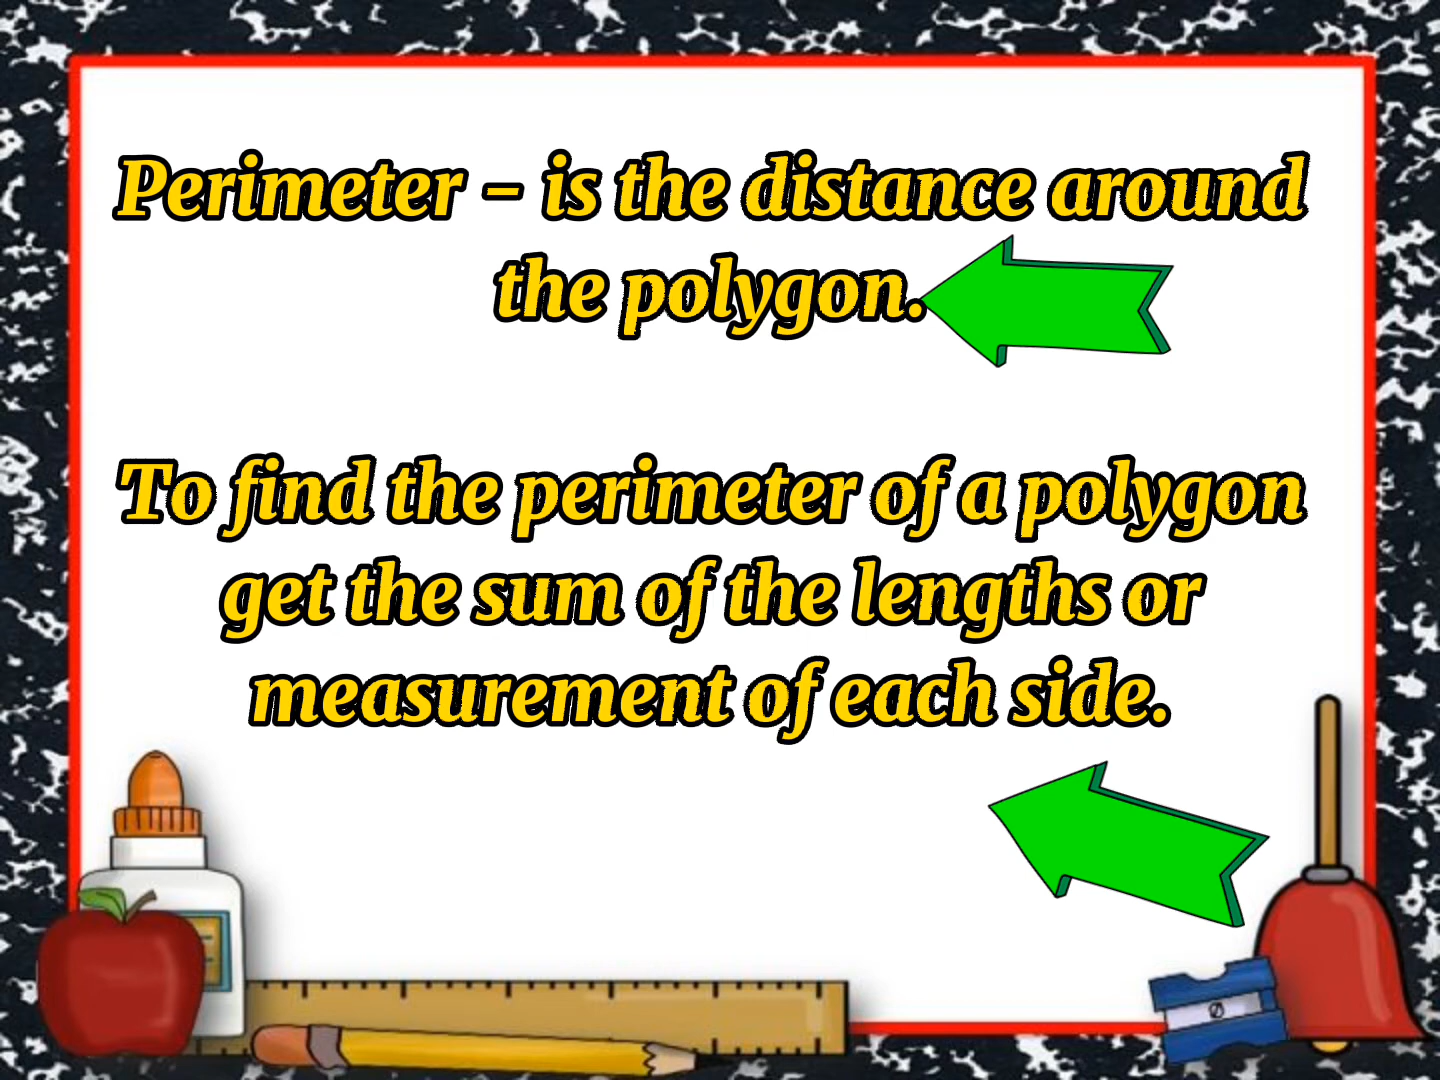 Perimeter – is the distance around
the polygon.
To find the perimeter of a polygon
get the sum of the lengths or
measurement of each side.